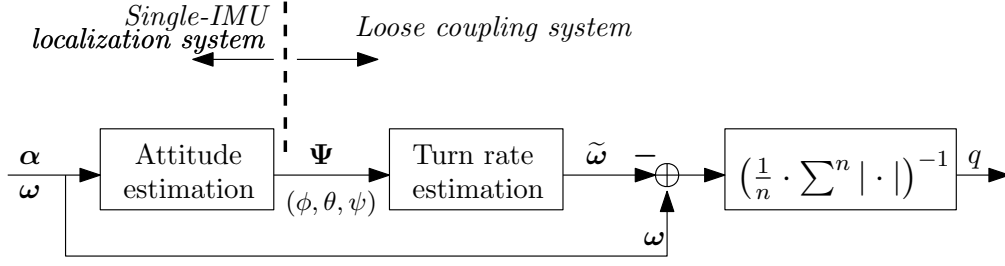 Single-IMU
localization system
Loose coupling system
α
ω
Attitude
estimation
Ψ
(ϕ, θ, ψ)
Turn rate
estimation
ω̃
−
ω
(1/n · ∑ⁿ | · |)⁻¹
q